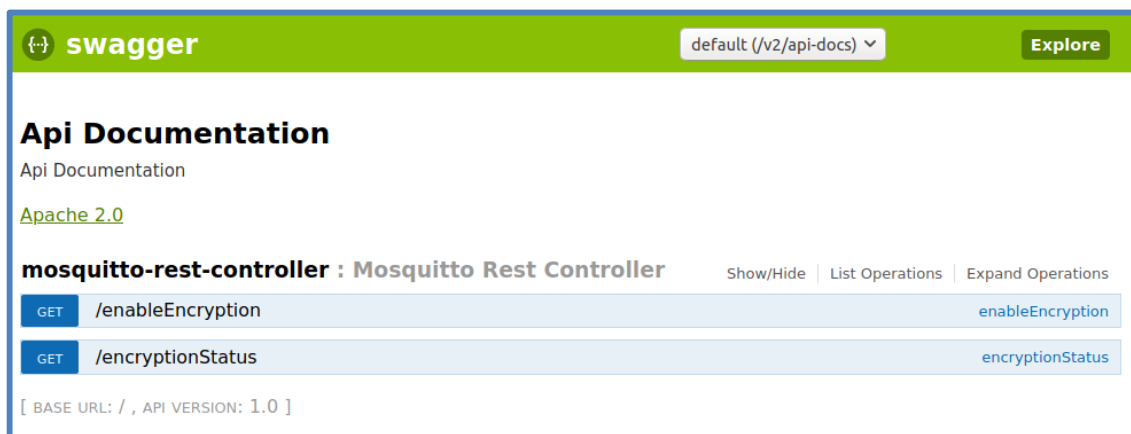 {···} swagger default (/v2/api-docs) Explore
Api Documentation
Api Documentation
Apache 2.0
mosquitto-rest-controller : Mosquitto Rest Controller Show/Hide List Operations Expand Operations
GET /enableEncryption enableEncryption
GET /encryptionStatus encryptionStatus
[ BASE URL: / , API VERSION: 1.0 ]